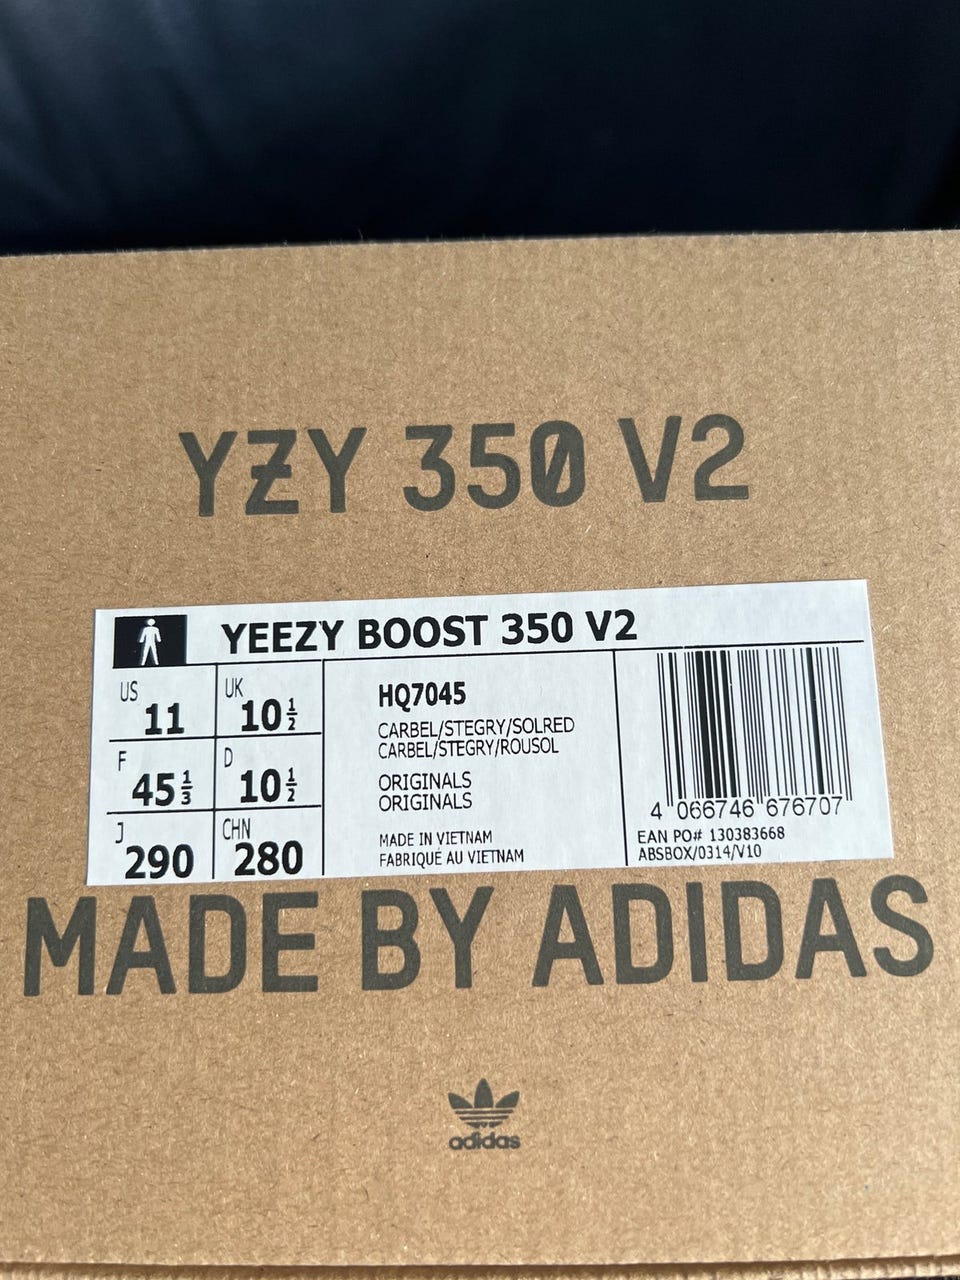 YZY 350 V2
YEEZY BOOST 350 V2
US
11
UK
10 1/2
F
45 1/3
D
10 1/2
J
290
CHN
280
HQ7045
CARBEL/STEGRY/SOLRED
CARBEL/STEGRY/ROUSOL
ORIGINALS
ORIGINALS
MADE IN VIETNAM
FABRIQUÉ AU VIETNAM
4 066746 676707
EAN PO# 130383668
ABSBOX/0314/V10
MADE BY ADIDAS
adidas